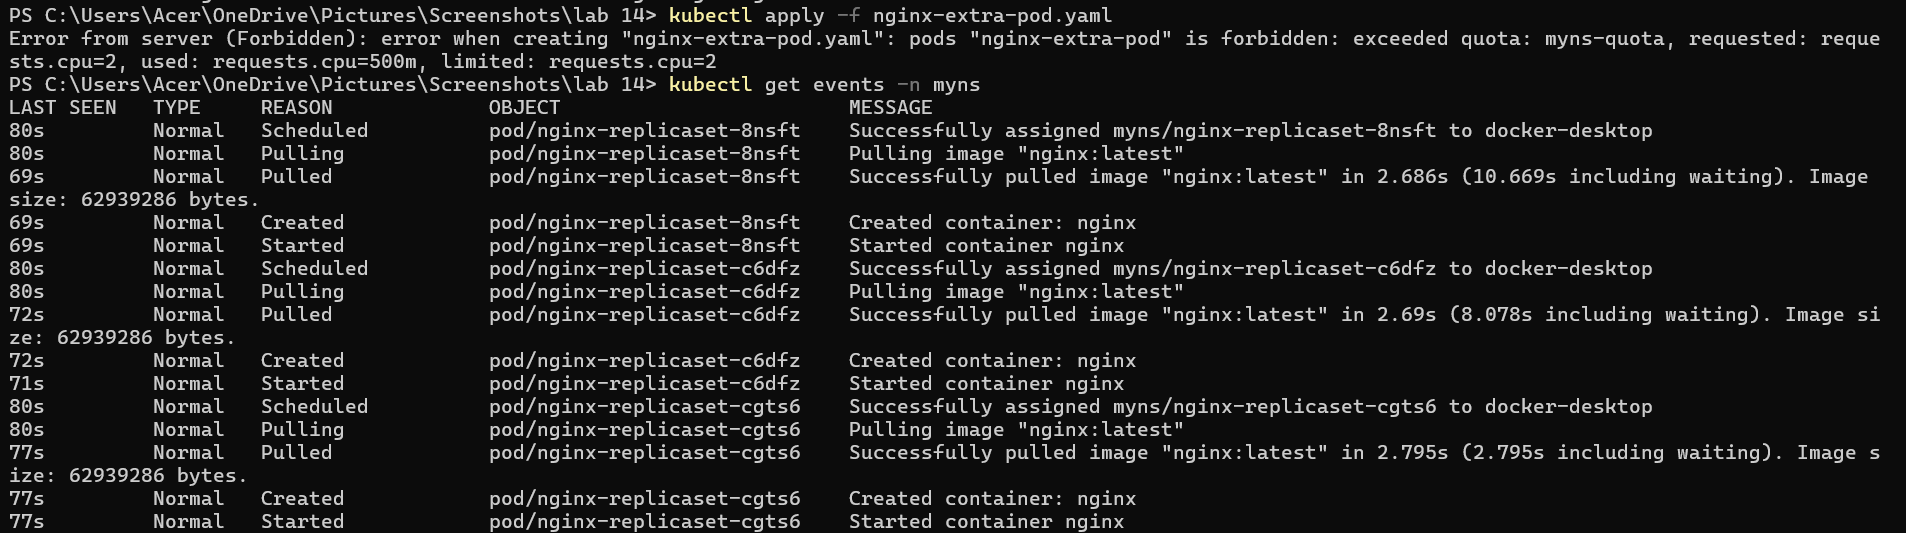 PS C:\Users\Acer\OneDrive\Pictures\Screenshots\lab 14> kubectl apply -f nginx-extra-pod.yaml
Error from server (Forbidden): error when creating "nginx-extra-pod.yaml": pods "nginx-extra-pod" is forbidden: exceeded quota: myns-quota, requested: reque
sts.cpu=2, used: requests.cpu=500m, limited: requests.cpu=2
PS C:\Users\Acer\OneDrive\Pictures\Screenshots\lab 14> kubectl get events -n myns
LAST SEEN   TYPE     REASON             OBJECT                        MESSAGE
80s         Normal   Scheduled          pod/nginx-replicaset-8nsft    Successfully assigned myns/nginx-replicaset-8nsft to docker-desktop
80s         Normal   Pulling            pod/nginx-replicaset-8nsft    Pulling image "nginx:latest"
69s         Normal   Pulled             pod/nginx-replicaset-8nsft    Successfully pulled image "nginx:latest" in 2.686s (10.669s including waiting). Image
size: 62939286 bytes.
69s         Normal   Created            pod/nginx-replicaset-8nsft    Created container: nginx
69s         Normal   Started            pod/nginx-replicaset-8nsft    Started container nginx
80s         Normal   Scheduled          pod/nginx-replicaset-c6dfz    Successfully assigned myns/nginx-replicaset-c6dfz to docker-desktop
80s         Normal   Pulling            pod/nginx-replicaset-c6dfz    Pulling image "nginx:latest"
72s         Normal   Pulled             pod/nginx-replicaset-c6dfz    Successfully pulled image "nginx:latest" in 2.69s (8.078s including waiting). Image si
ze: 62939286 bytes.
72s         Normal   Created            pod/nginx-replicaset-c6dfz    Created container: nginx
71s         Normal   Started            pod/nginx-replicaset-c6dfz    Started container nginx
80s         Normal   Scheduled          pod/nginx-replicaset-cgts6    Successfully assigned myns/nginx-replicaset-cgts6 to docker-desktop
80s         Normal   Pulling            pod/nginx-replicaset-cgts6    Pulling image "nginx:latest"
77s         Normal   Pulled             pod/nginx-replicaset-cgts6    Successfully pulled image "nginx:latest" in 2.795s (2.795s including waiting). Image s
ize: 62939286 bytes.
77s         Normal   Created            pod/nginx-replicaset-cgts6    Created container: nginx
77s         Normal   Started            pod/nginx-replicaset-cgts6    Started container nginx